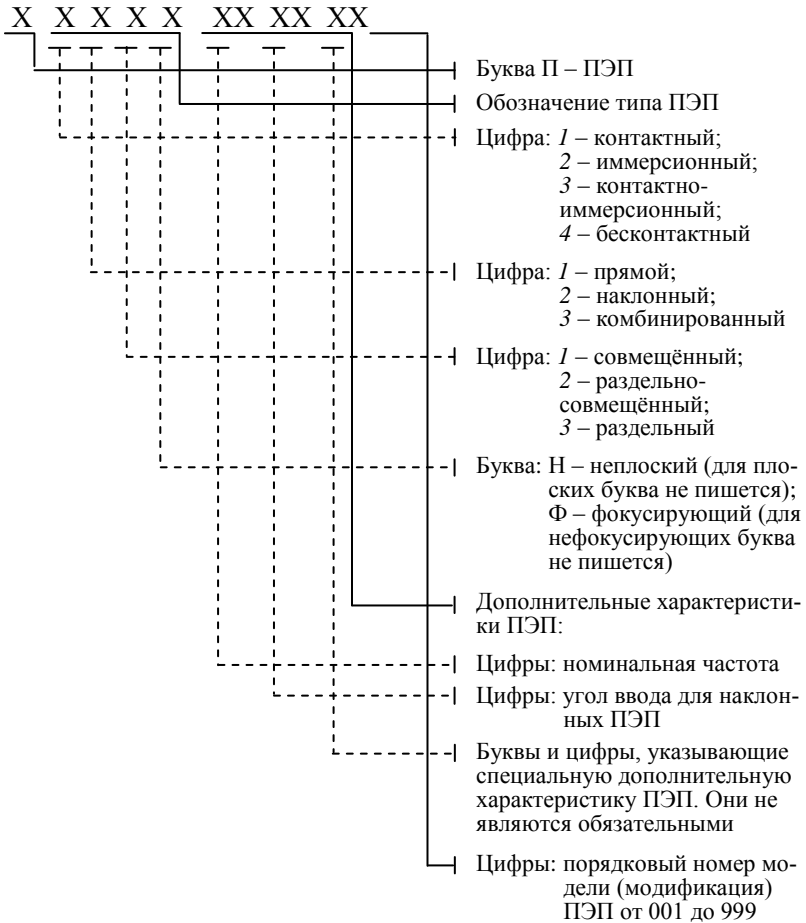 X X X X X XX XX XX
Буква П – ПЭП
Обозначение типа ПЭП
Цифра: 1 – контактный;
2 – иммерсионный;
3 – контактно-
иммерсионный;
4 – бесконтактный
Цифра: 1 – прямой;
2 – наклонный;
3 – комбинированный
Цифра: 1 – совмещённый;
2 – раздельно-
совмещённый;
3 – раздельный
Буква: Н – неплоский (для пло-
ских буква не пишется);
Ф – фокусирующий (для
нефокусирующих буква
не пишется)
Дополнительные характеристи-
ки ПЭП:
Цифры: номинальная частота
Цифры: угол ввода для наклон-
ных ПЭП
Буквы и цифры, указывающие
специальную дополнительную
характеристику ПЭП. Они не
являются обязательными
Цифры: порядковый номер мо-
дели (модификация)
ПЭП от 001 до 999